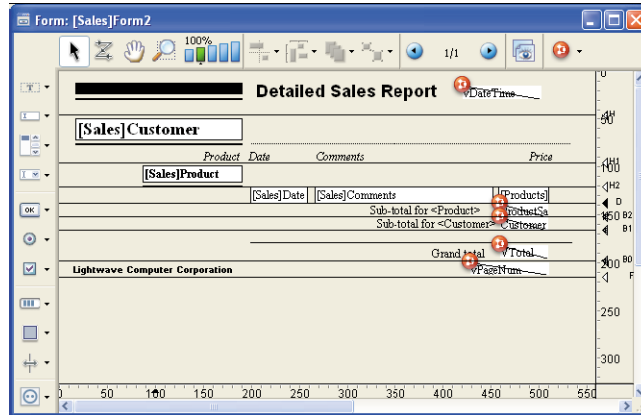 Form: [Sales]Form2
100%
1/1
Detailed Sales Report vDateTime
[Sales]Customer
Product Date Comments Price
[Sales]Product
[Sales]Date [Sales]Comments [Products]
Sub-total for <Product> productSa
Sub-total for <Customer> Customer
Grand total vTotal
Lightwave Computer Corporation vPageNum
OK
0
50
H
100
H1
H2
D
150
B2
B1
200
B0
F
250
300
0 50 100 150 200 250 300 350 400 450 500 550